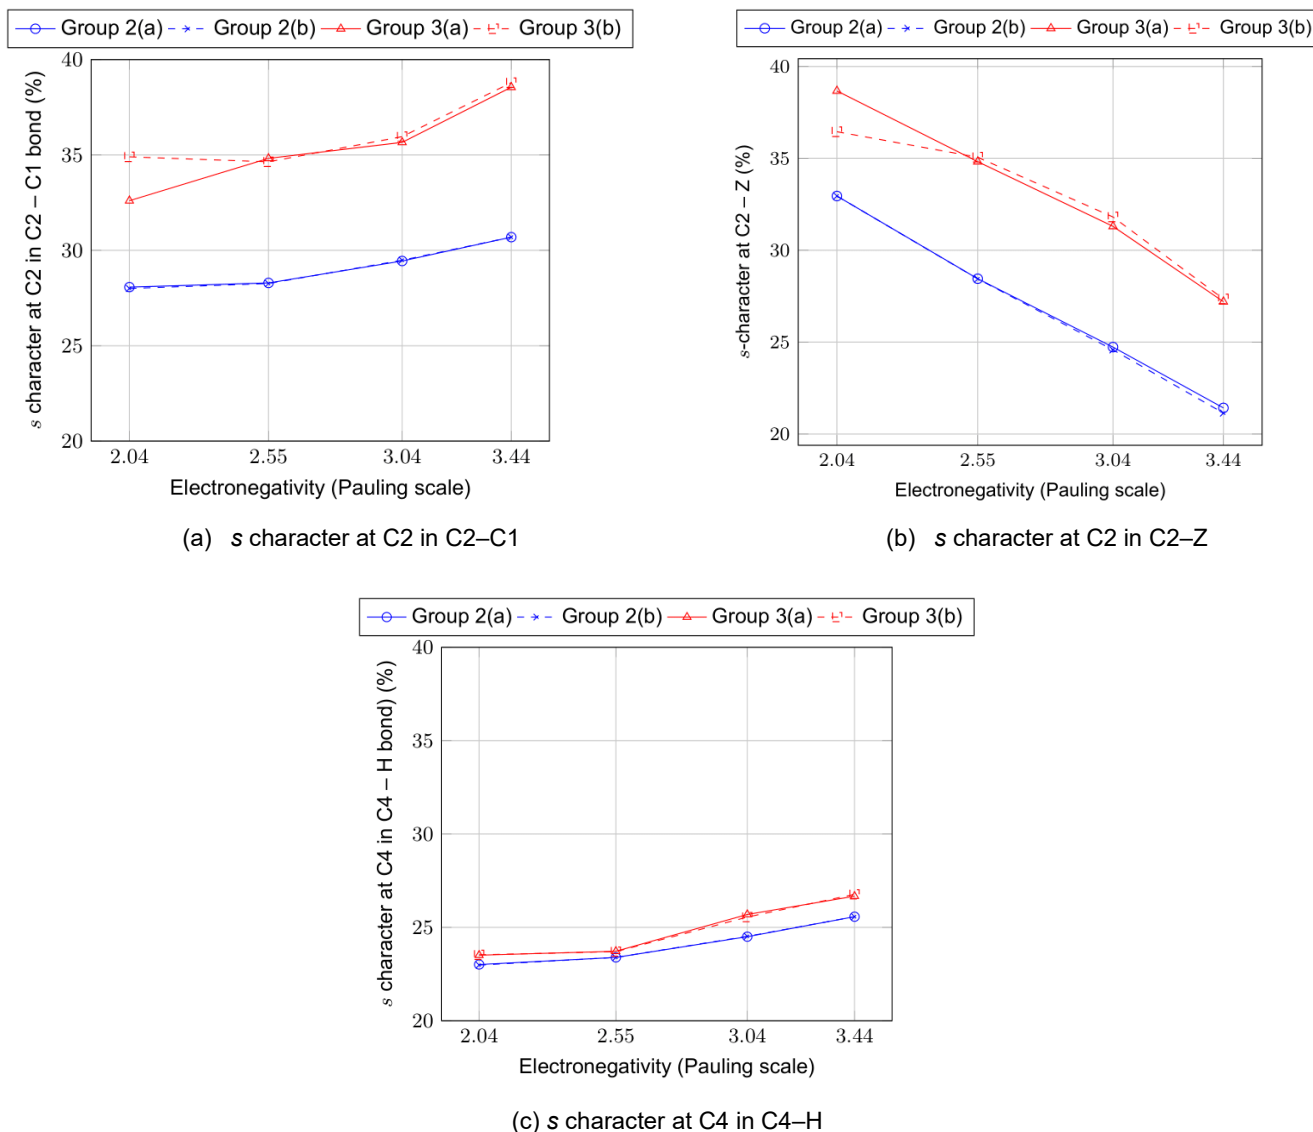 Group 2(a) Group 2(b) Group 3(a) Group 3(b)
s character at C2 in C2 – C1 bond (%)
40
35
30
25
20
2.04 2.55 3.04 3.44
Electronegativity (Pauling scale)
(a) s character at C2 in C2–C1
Group 2(a) Group 2(b) Group 3(a) Group 3(b)
s-character at C2 – Z (%)
40
35
30
25
20
2.04 2.55 3.04 3.44
Electronegativity (Pauling scale)
(b) s character at C2 in C2–Z
Group 2(a) Group 2(b) Group 3(a) Group 3(b)
s character at C4 in C4 – H bond) (%)
40
35
30
25
20
2.04 2.55 3.04 3.44
Electronegativity (Pauling scale)
(c) s character at C4 in C4–H